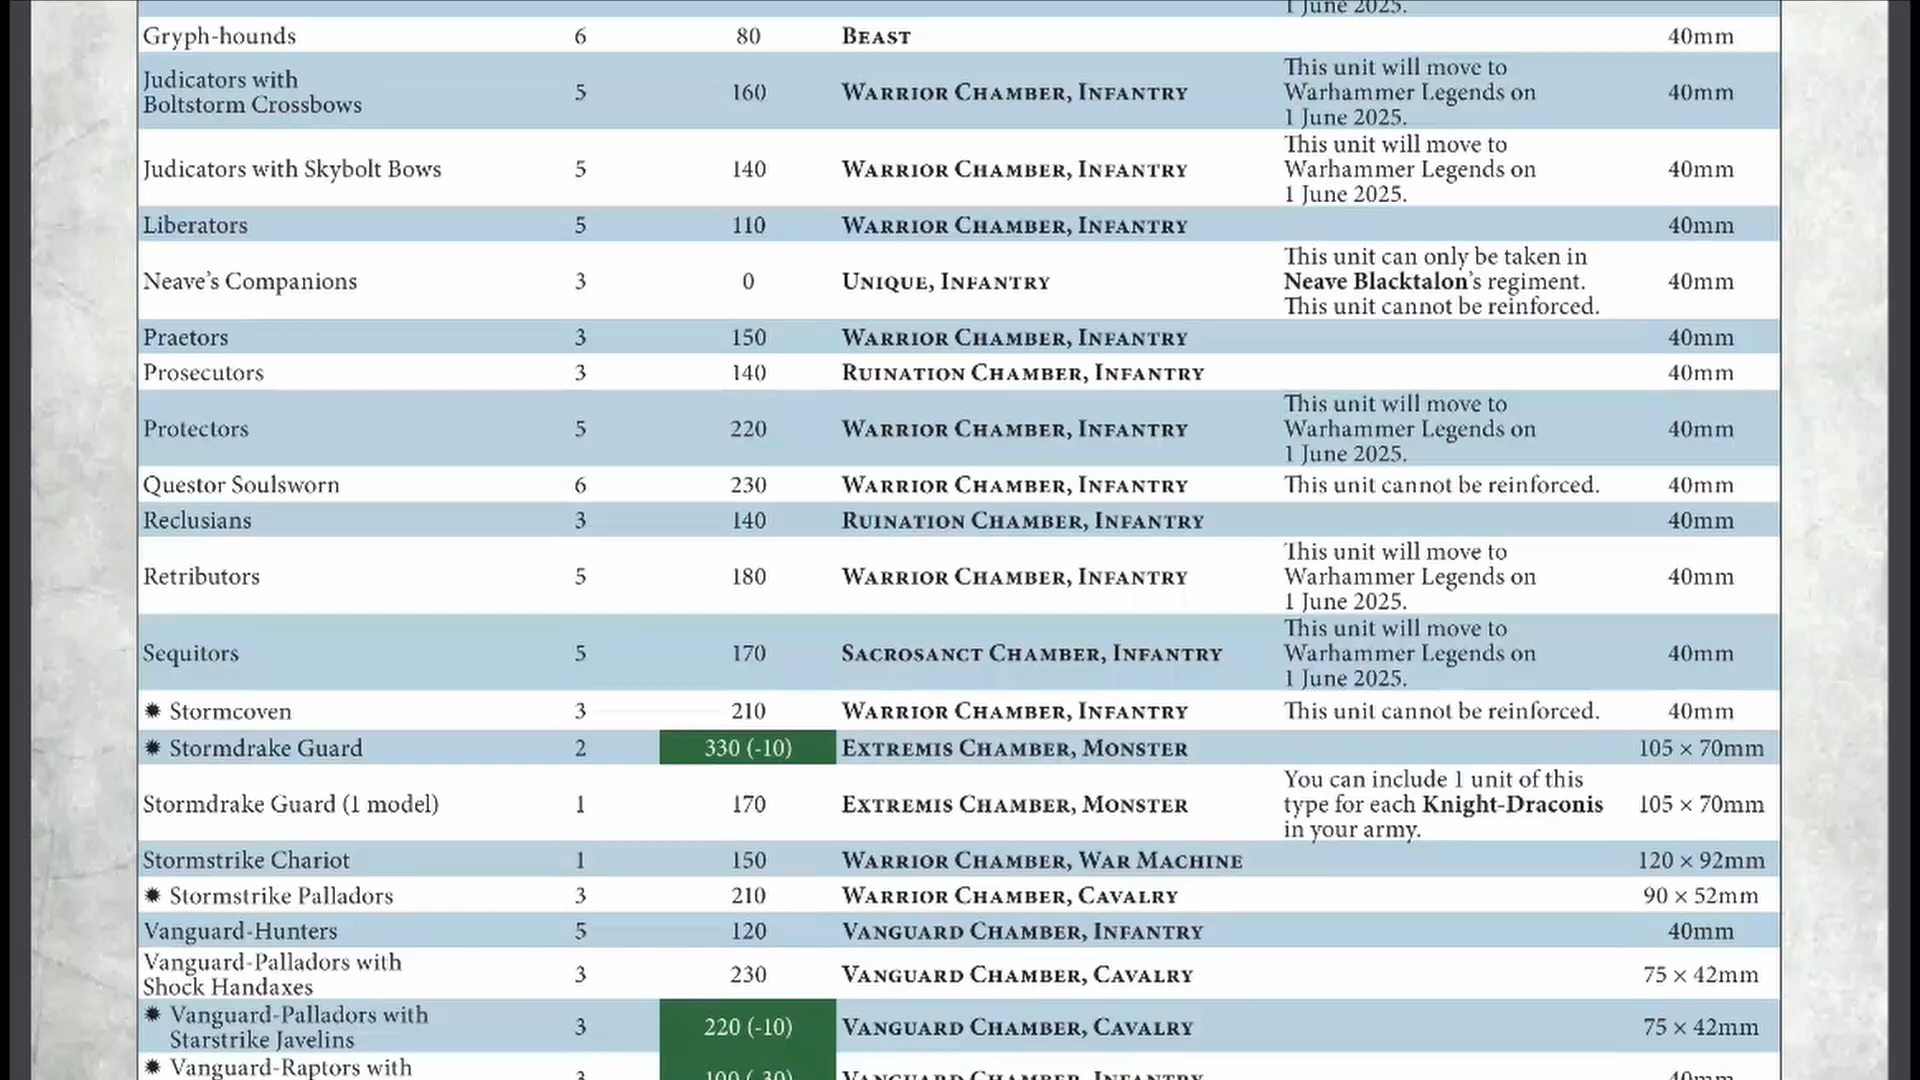 1 June 2025.
Gryph-hounds 6 80 BEAST 40mm
Judicators with
Boltstorm Crossbows 5 160 WARRIOR CHAMBER, INFANTRY This unit will move to
Warhammer Legends on
1 June 2025. 40mm
Judicators with Skybolt Bows 5 140 WARRIOR CHAMBER, INFANTRY This unit will move to
Warhammer Legends on
1 June 2025. 40mm
Liberators 5 110 WARRIOR CHAMBER, INFANTRY 40mm
Neave's Companions 3 0 UNIQUE, INFANTRY This unit can only be taken in
Neave Blacktalon's regiment.
This unit cannot be reinforced. 40mm
Praetors 3 150 WARRIOR CHAMBER, INFANTRY 40mm
Prosecutors 3 140 RUINATION CHAMBER, INFANTRY 40mm
Protectors 5 220 WARRIOR CHAMBER, INFANTRY This unit will move to
Warhammer Legends on
1 June 2025. 40mm
Questor Soulsworn 6 230 WARRIOR CHAMBER, INFANTRY This unit cannot be reinforced. 40mm
Reclusians 3 140 RUINATION CHAMBER, INFANTRY 40mm
Retributors 5 180 WARRIOR CHAMBER, INFANTRY This unit will move to
Warhammer Legends on
1 June 2025. 40mm
Sequitors 5 170 SACROSANCT CHAMBER, INFANTRY This unit will move to
Warhammer Legends on
1 June 2025. 40mm
✹ Stormcoven 3 210 WARRIOR CHAMBER, INFANTRY This unit cannot be reinforced. 40mm
✹ Stormdrake Guard 2 330 (-10) EXTREMIS CHAMBER, MONSTER 105 × 70mm
Stormdrake Guard (1 model) 1 170 EXTREMIS CHAMBER, MONSTER You can include 1 unit of this
type for each Knight-Draconis
in your army. 105 × 70mm
Stormstrike Chariot 1 150 WARRIOR CHAMBER, WAR MACHINE 120 × 92mm
✹ Stormstrike Palladors 3 210 WARRIOR CHAMBER, CAVALRY 90 × 52mm
Vanguard-Hunters 5 120 VANGUARD CHAMBER, INFANTRY 40mm
Vanguard-Palladors with
Shock Handaxes 3 230 VANGUARD CHAMBER, CAVALRY 75 × 42mm
✹ Vanguard-Palladors with
Starstrike Javelins 3 220 (-10) VANGUARD CHAMBER, CAVALRY 75 × 42mm
✹ Vanguard-Raptors with
3 100 (-30) VANGUARD CHAMBER, INFANTRY 40mm